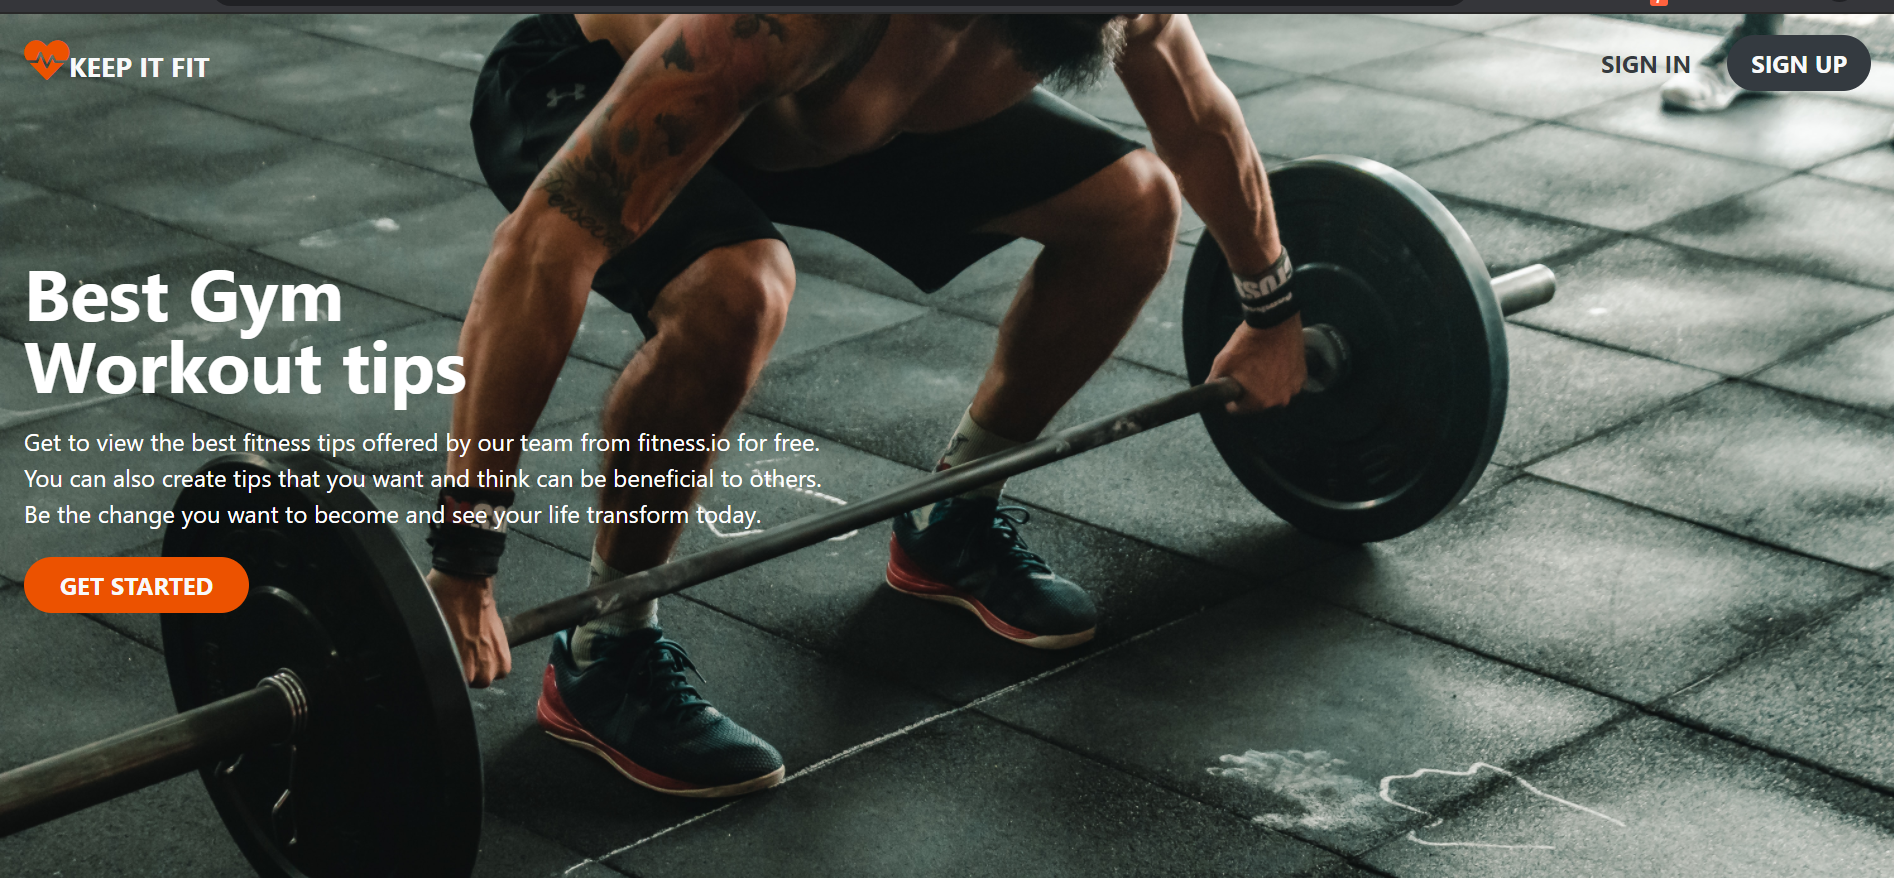 KEEP IT FIT
SIGN IN
SIGN UP
Best Gym
Workout tips
Get to view the best fitness tips offered by our team from fitness.io for free.
You can also create tips that you want and think can be beneficial to others.
Be the change you want to become and see your life transform today.
GET STARTED